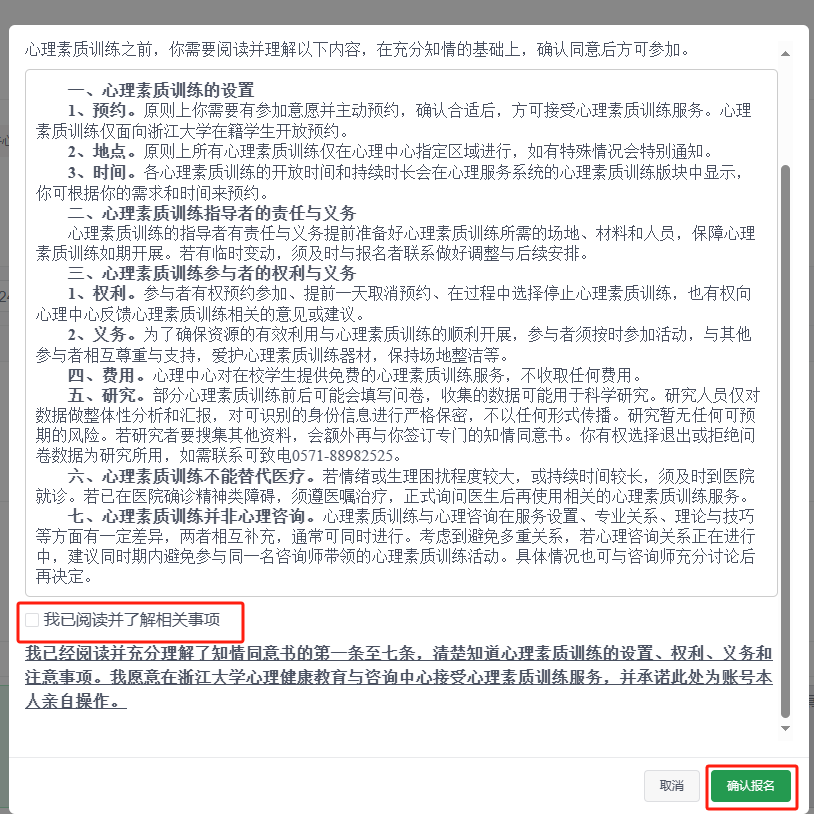 心理素质训练之前，你需要阅读并理解以下内容，在充分知情的基础上，确认同意后方可参加。
一、心理素质训练的设置
1、预约。原则上你需要有参加意愿并主动预约，确认合适后，方可接受心理素质训练服务。心理
素质训练仅面向浙江大学在籍学生开放预约。
2、地点。原则上所有心理素质训练仅在心理中心指定区域进行，如有特殊情况会特别通知。
3、时间。各心理素质训练的开放时间和持续时长会在心理服务系统的心理素质训练版块中显示，
你可根据你的需求和时间来预约。
二、心理素质训练指导者的责任与义务
心理素质训练的指导者有责任与义务提前准备好心理素质训练所需的场地、材料和人员，保障心理
素质训练如期开展。若有临时变动，须及时与报名者联系做好调整与后续安排。
三、心理素质训练参与者的权利与义务
1、权利。参与者有权预约参加、提前一天取消预约、在过程中选择停止心理素质训练，也有权向
心理中心反馈心理素质训练相关的意见或建议。
2、义务。为了确保资源的有效利用与心理素质训练的顺利开展，参与者须按时参加活动，与其他
参与者相互尊重与支持，爱护心理素质训练器材，保持场地整洁等。
四、费用。心理中心对在校学生提供免费的心理素质训练服务，不收取任何费用。
五、研究。部分心理素质训练前后可能会填写问卷，收集的数据可能用于科学研究。研究人员仅对
数据做整体性分析和汇报，对可识别的身份信息进行严格保密，不以任何形式传播。研究暂无任何可预
期的风险。若研究者要搜集其他资料，会额外再与你签订专门的知情同意书。你有权选择退出或拒绝问
卷数据为研究所用，如需联系可致电0571-88982525。
六、心理素质训练不能替代医疗。若情绪或生理困扰程度较大，或持续时间较长，须及时到医院
就诊。若已在医院确诊精神类障碍，须遵医嘱治疗，正式询问医生后再使用相关的心理素质训练服务。
七、心理素质训练并非心理咨询。心理素质训练与心理咨询在服务设置、专业关系、理论与技巧
等方面有一定差异，两者相互补充，通常可同时进行。考虑到避免多重关系，若心理咨询关系正在进行
中，建议同时期内避免参与同一名咨询师带领的心理素质训练活动。具体情况也可与咨询师充分讨论后
再决定。
我已阅读并了解相关事项
我已经阅读并充分理解了知情同意书的第一条至七条，清楚知道心理素质训练的设置、权利、义务和
注意事项。我愿意在浙江大学心理健康教育与咨询中心接受心理素质训练服务，并承诺此处为账号本
人亲自操作。
取消
确认报名